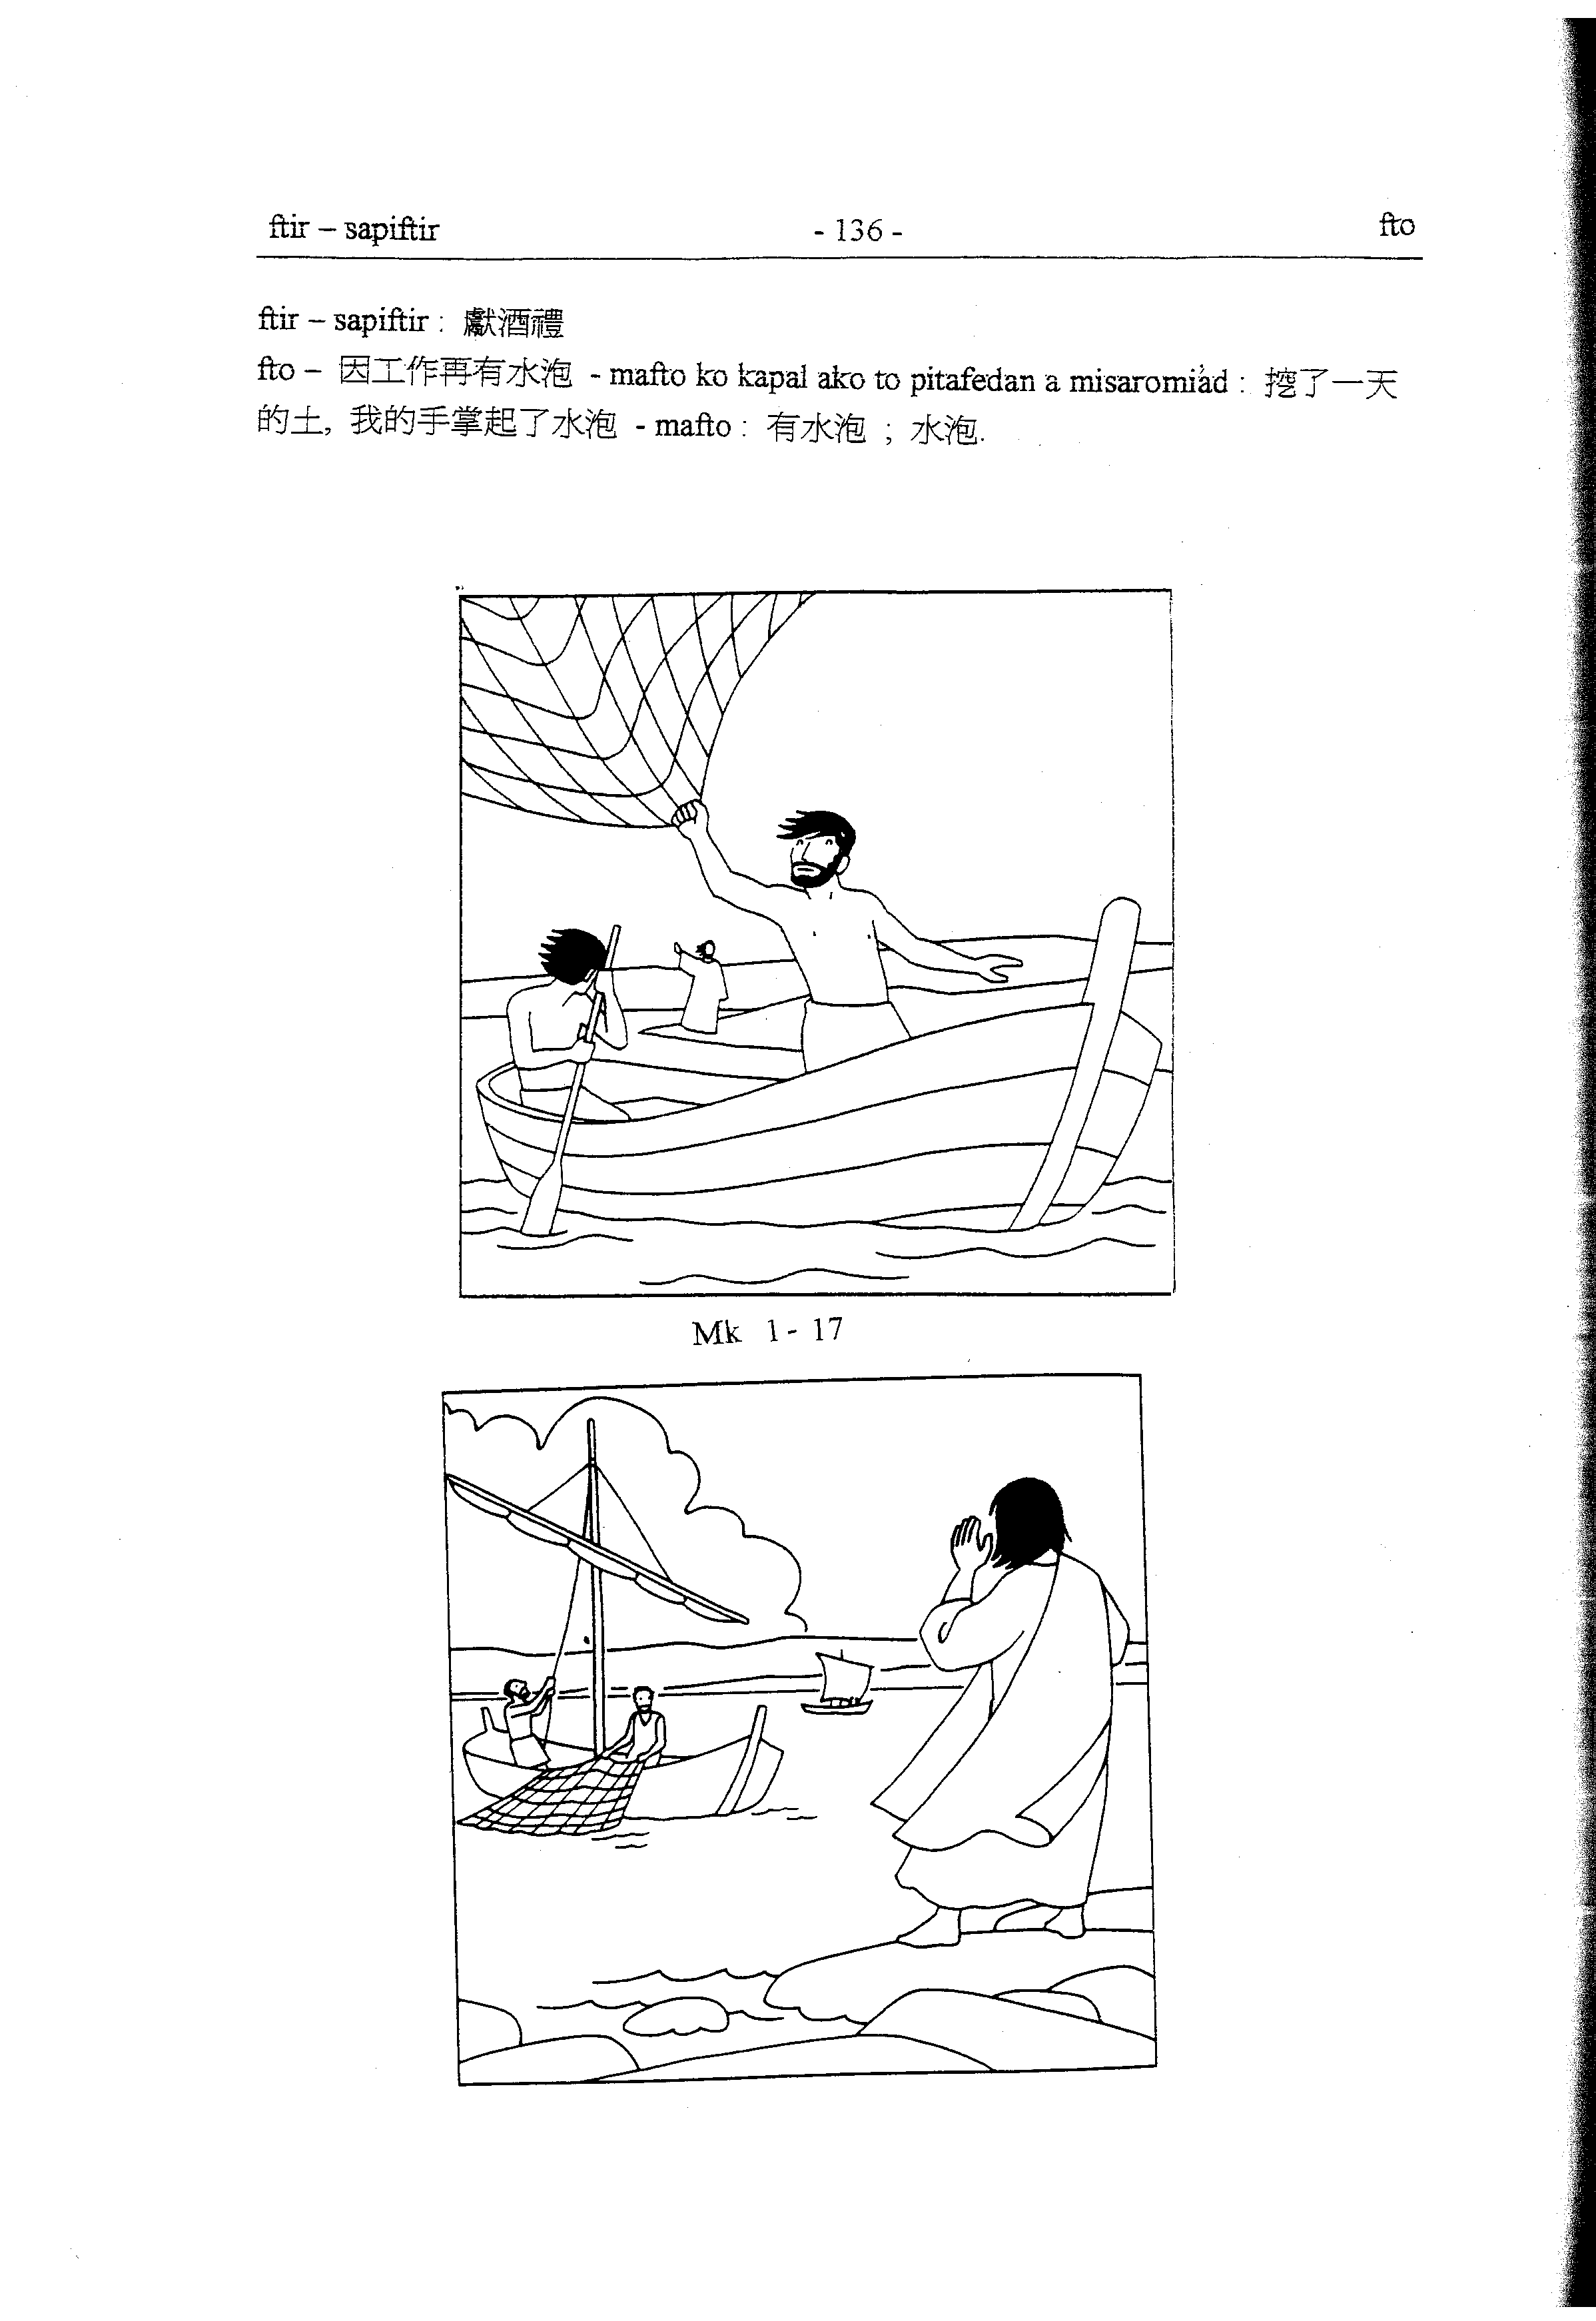 ftir – sapiftir - 136 - fto
ftir – sapiftir : 獻酒禮
fto – 因工作再有水泡 - mafto ko kapal ako to pitafedan a misaromiád : 挖了一天
的土, 我的手掌起了水泡 - mafto : 有水泡 ; 水泡.
Mk 1 - 17